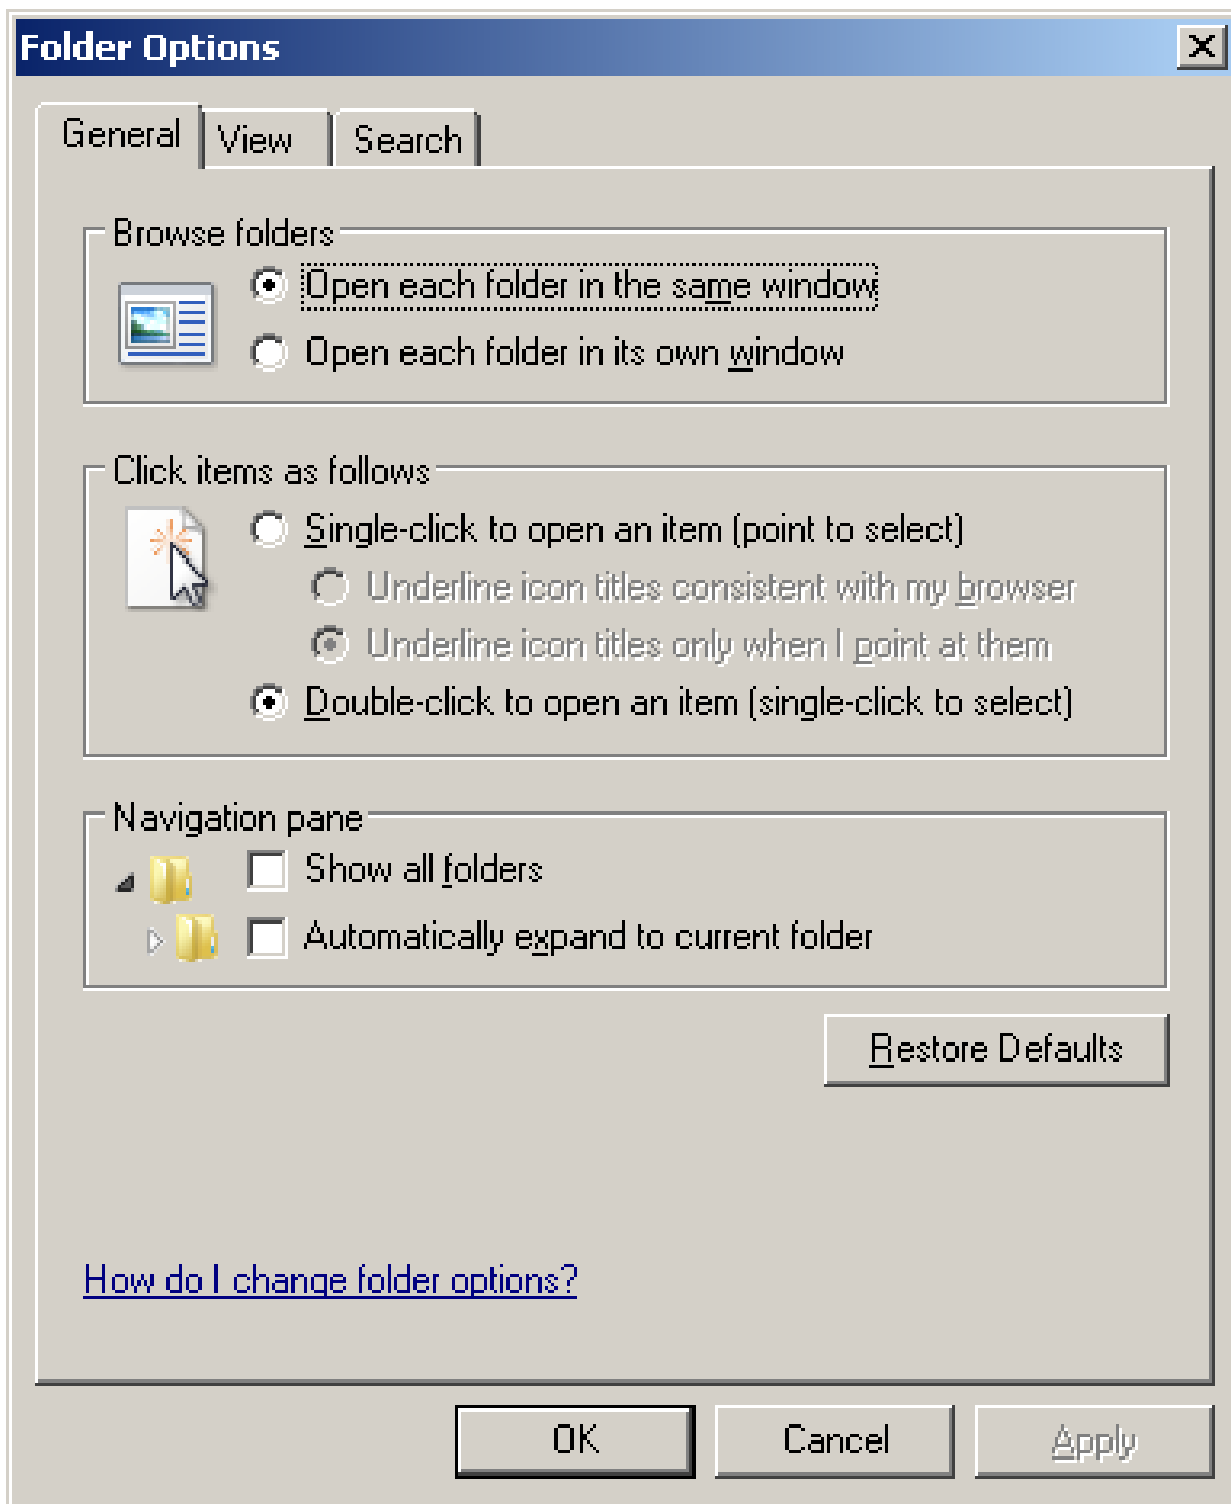 Folder Options
General View Search
Browse folders
Open each folder in the same window
Open each folder in its own window
Click items as follows
Single-click to open an item (point to select)
Underline icon titles consistent with my browser
Underline icon titles only when I point at them
Double-click to open an item (single-click to select)
Navigation pane
Show all folders
Automatically expand to current folder
Restore Defaults
How do I change folder options?
OK Cancel Apply